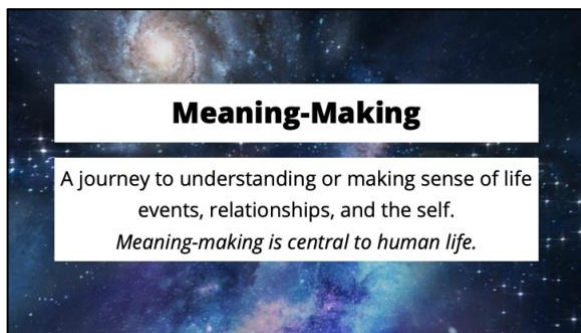 Meaning-Making
A journey to understanding or making sense of life
events, relationships, and the self.
Meaning-making is central to human life.